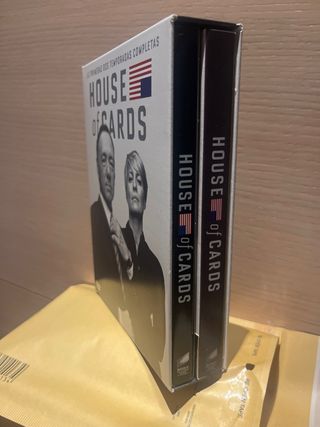 LAS PRIMERAS DOS TEMPORADAS COMPLETAS
HOUSE
of CARDS
HOUSE of CARDS
HOUSE of CARDS